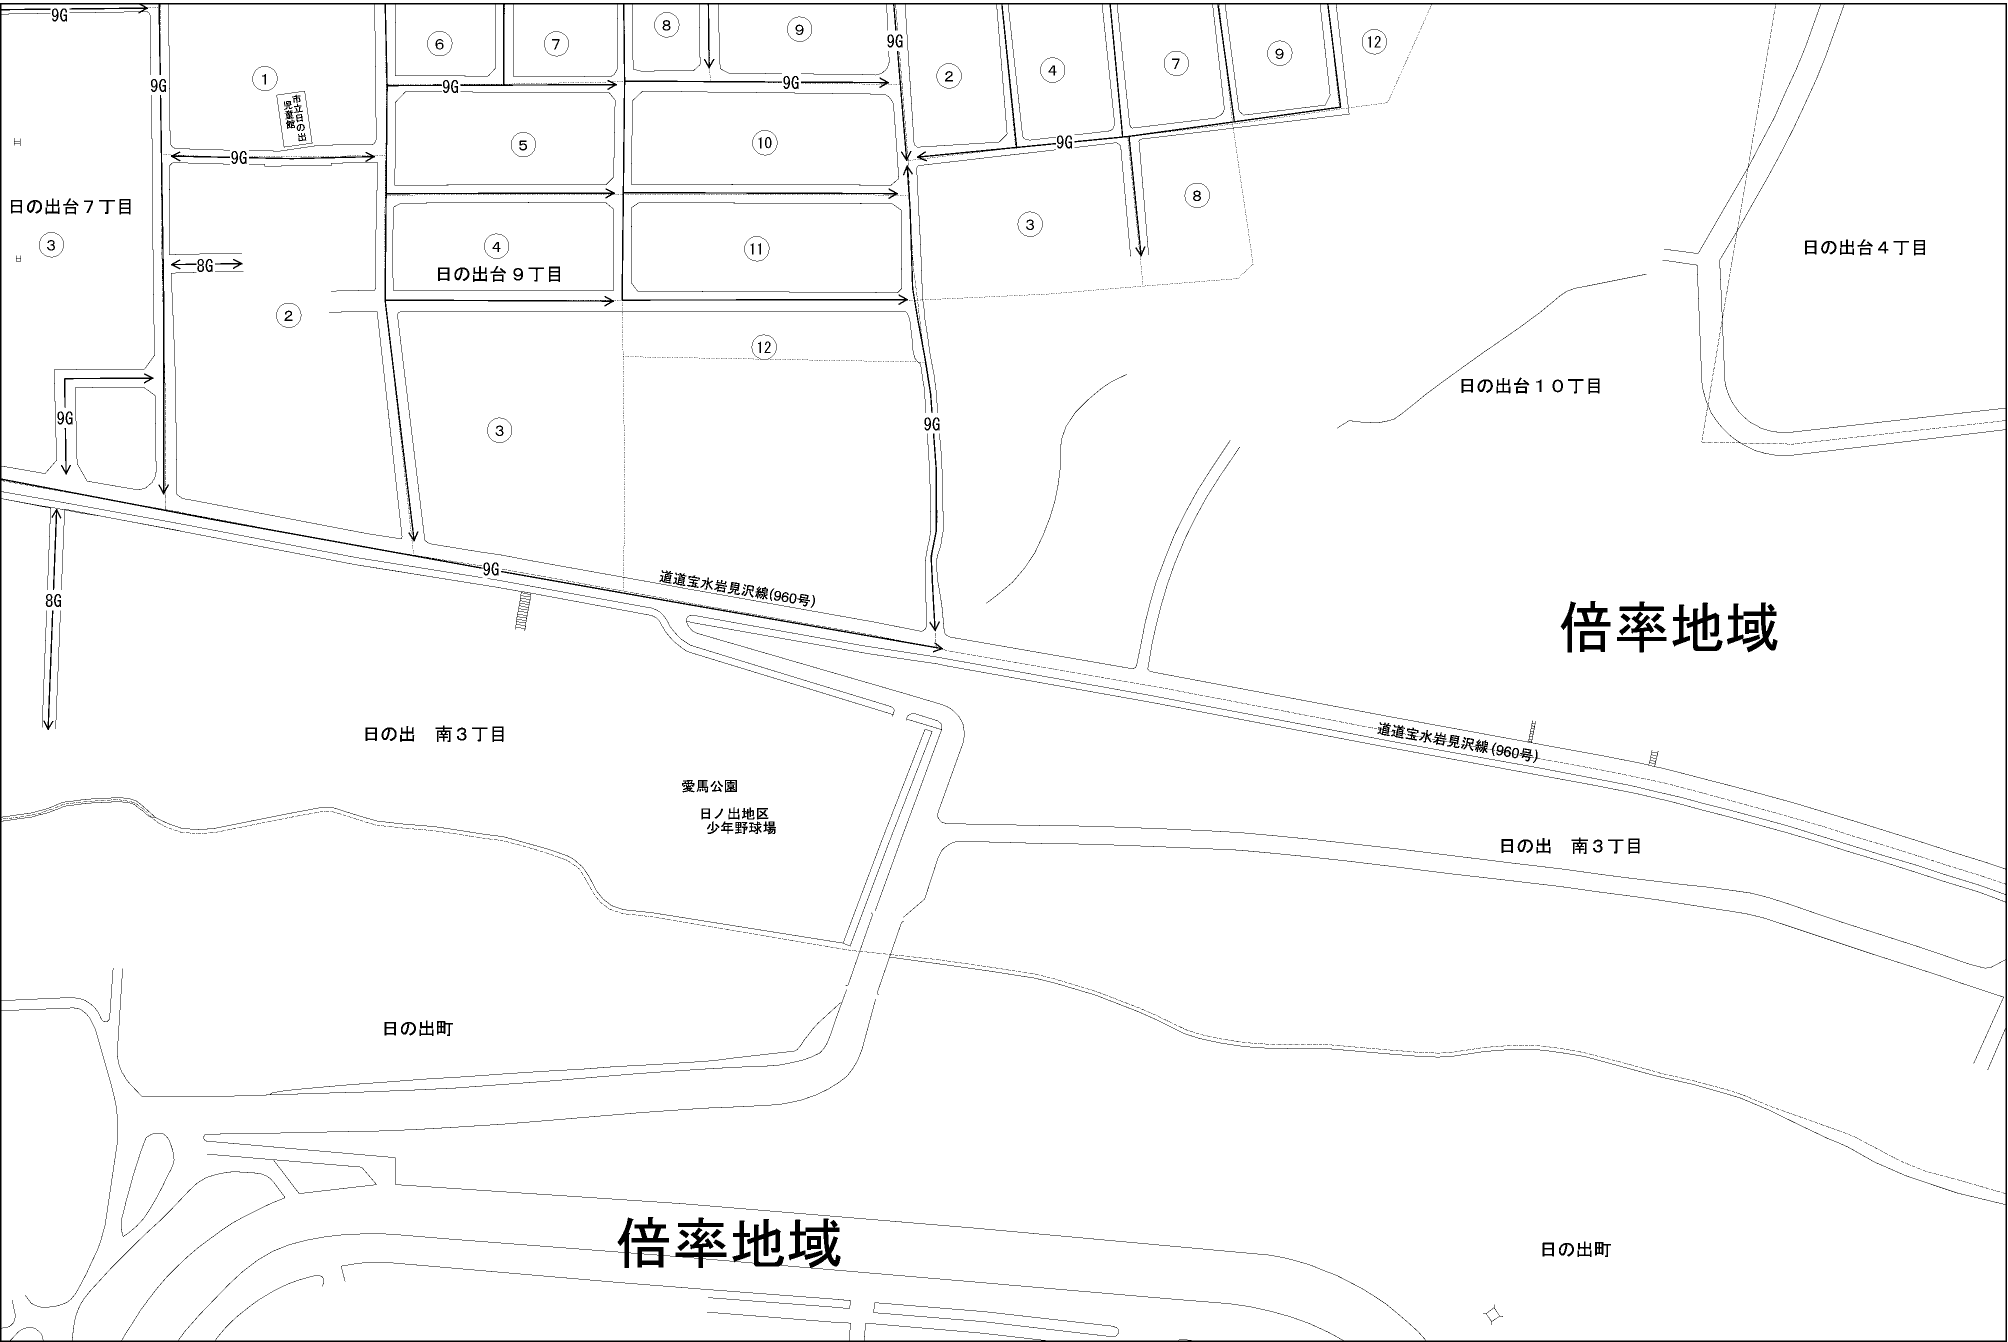 9G
⑥
⑦
⑧
⑨
9G
②
④
⑦
⑨
⑫
①
9G
9G
9G
市立日の出
児童館
⑤
⑩
9G
9G
日の出台７丁目
③
④
日の出台９丁目
⑪
③
⑧
日の出台４丁目
8G
②
⑫
日の出台１０丁目
9G
③
9G
9G
道道宝水岩見沢線(960号)
8G
倍率地域
日の出　南３丁目
道道宝水岩見沢線(960号)
愛馬公園
日ノ出地区
少年野球場
日の出　南３丁目
日の出町
倍率地域
日の出町